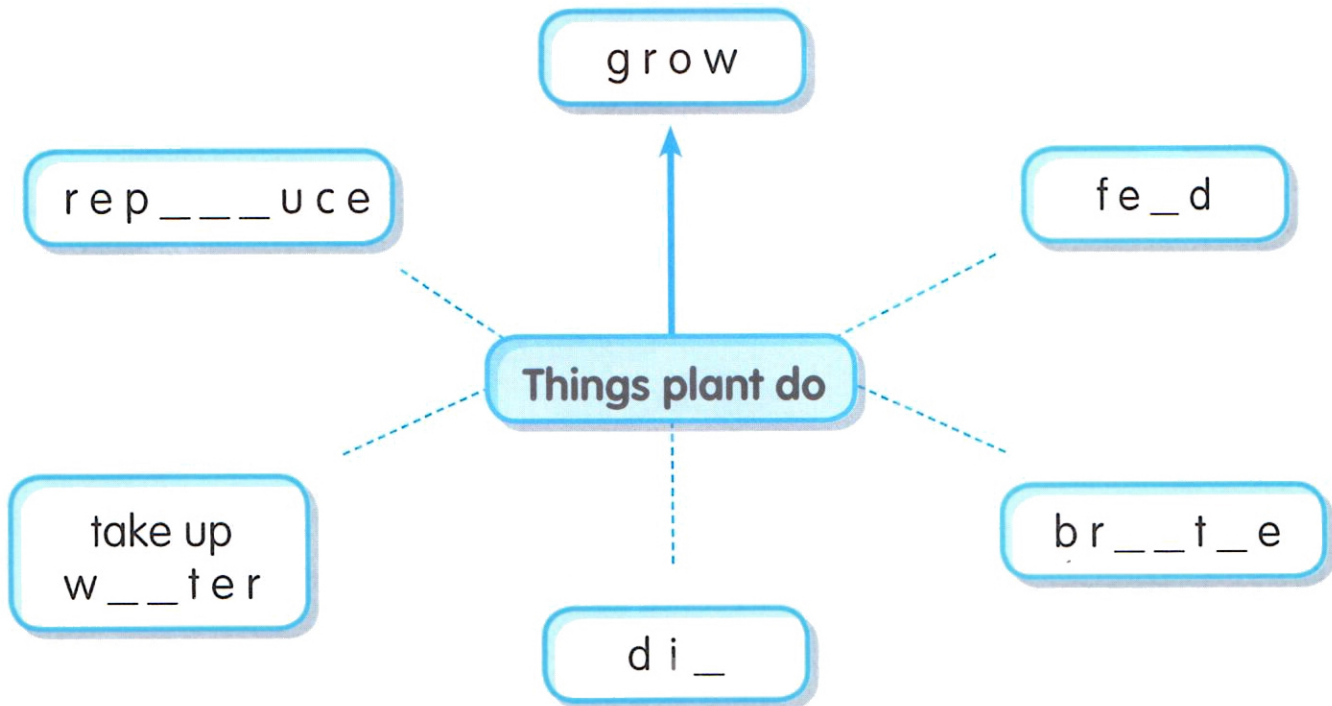 grow
rep___uce
fe_d
Things plant do
take up
w__ter
br__t_e
di_